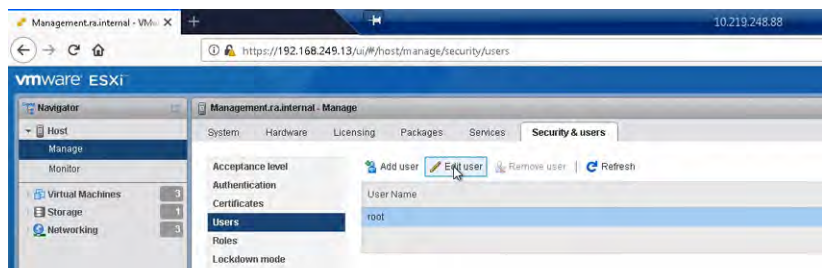 Management.ra.internal - VMw
10.219.248.88
https://192.168.249.13/ui/#/host/manage/security/users
vmware ESXi
Navigator
Management.ra.internal - Manage
Host
System Hardware Licensing Packages Services Security & users
Manage
Monitor
Acceptance level
Add user Edit user Remove user Refresh
Authentication
Virtual Machines 3
Certificates
User Name
Storage 1
Users
root
Networking 3
Roles
Lockdown mode